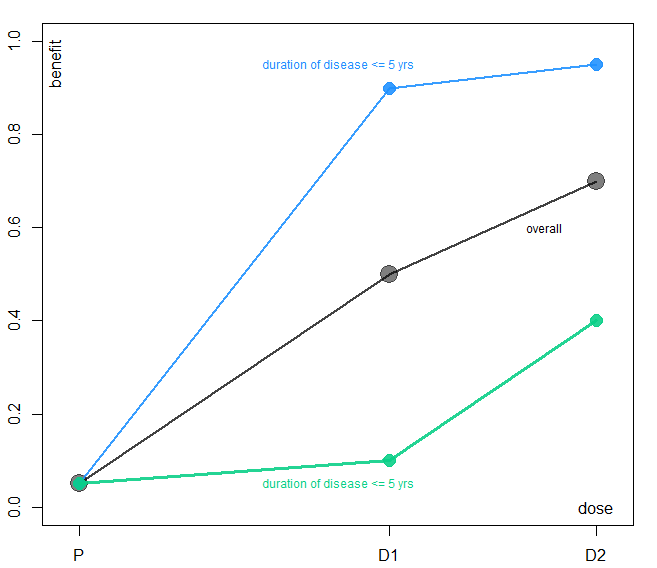 1.0
benefit
duration of disease <= 5 yrs
0.8
0.6
overall
0.4
0.2
duration of disease <= 5 yrs
0.0
dose
P
D1
D2